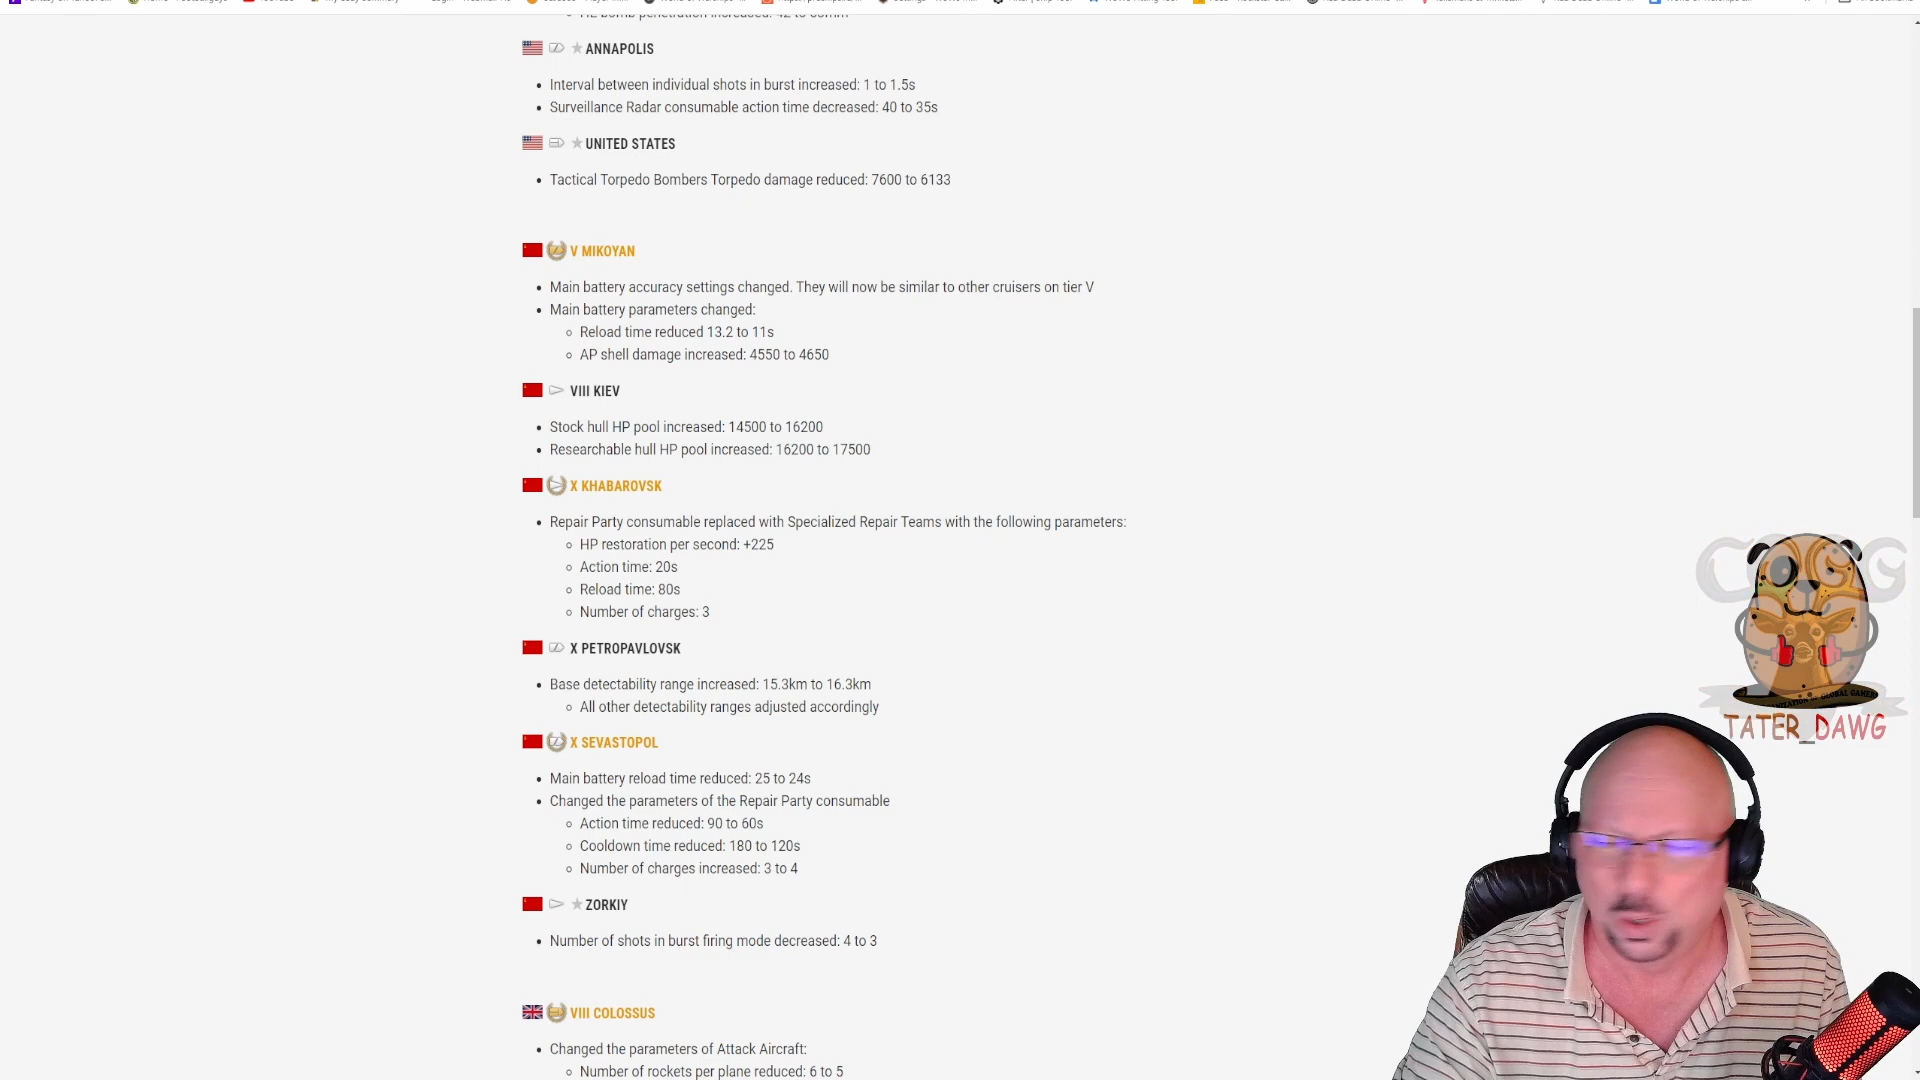 HE bomb penetration increased: 42 to
ANNAPOLIS
Interval between individual shots in burst increased: 1 to 1.5s
Surveillance Radar consumable action time decreased: 40 to 35s
UNITED STATES
Tactical Torpedo Bombers Torpedo damage reduced: 7600 to 6133
V MIKOYAN
Main battery accuracy settings changed. They will now be similar to other cruisers on tier V
Main battery parameters changed:
Reload time reduced 13.2 to 11s
AP shell damage increased: 4550 to 4650
VIII KIEV
Stock hull HP pool increased: 14500 to 16200
Researchable hull HP pool increased: 16200 to 17500
X KHABAROVSK
Repair Party consumable replaced with Specialized Repair Teams with the following parameters:
HP restoration per second: +225
Action time: 20s
Reload time: 80s
Number of charges: 3
X PETROPAVLOVSK
Base detectability range increased: 15.3km to 16.3km
All other detectability ranges adjusted accordingly
X SEVASTOPOL
Main battery reload time reduced: 25 to 24s
Changed the parameters of the Repair Party consumable
Action time reduced: 90 to 60s
Cooldown time reduced: 180 to 120s
Number of charges increased: 3 to 4
ZORKIY
Number of shots in burst firing mode decreased: 4 to 3
VIII COLOSSUS
Changed the parameters of Attack Aircraft:
Number of rockets per plane reduced: 6 to 5
COGG
TATER_DAWG